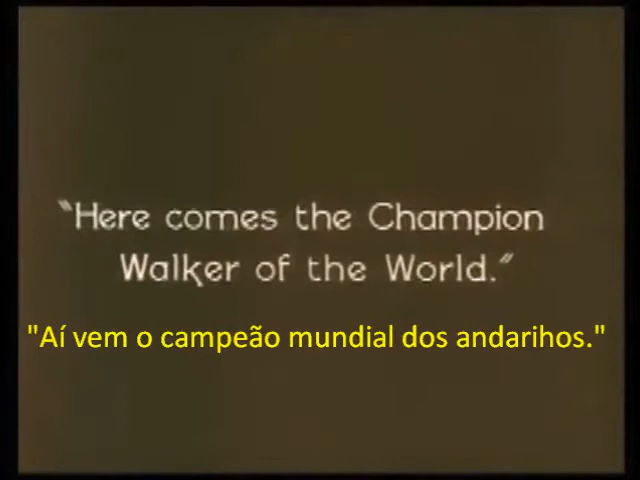 "Here comes the Champion
Walker of the World."
"Aí vem o campeão mundial dos andarihos."